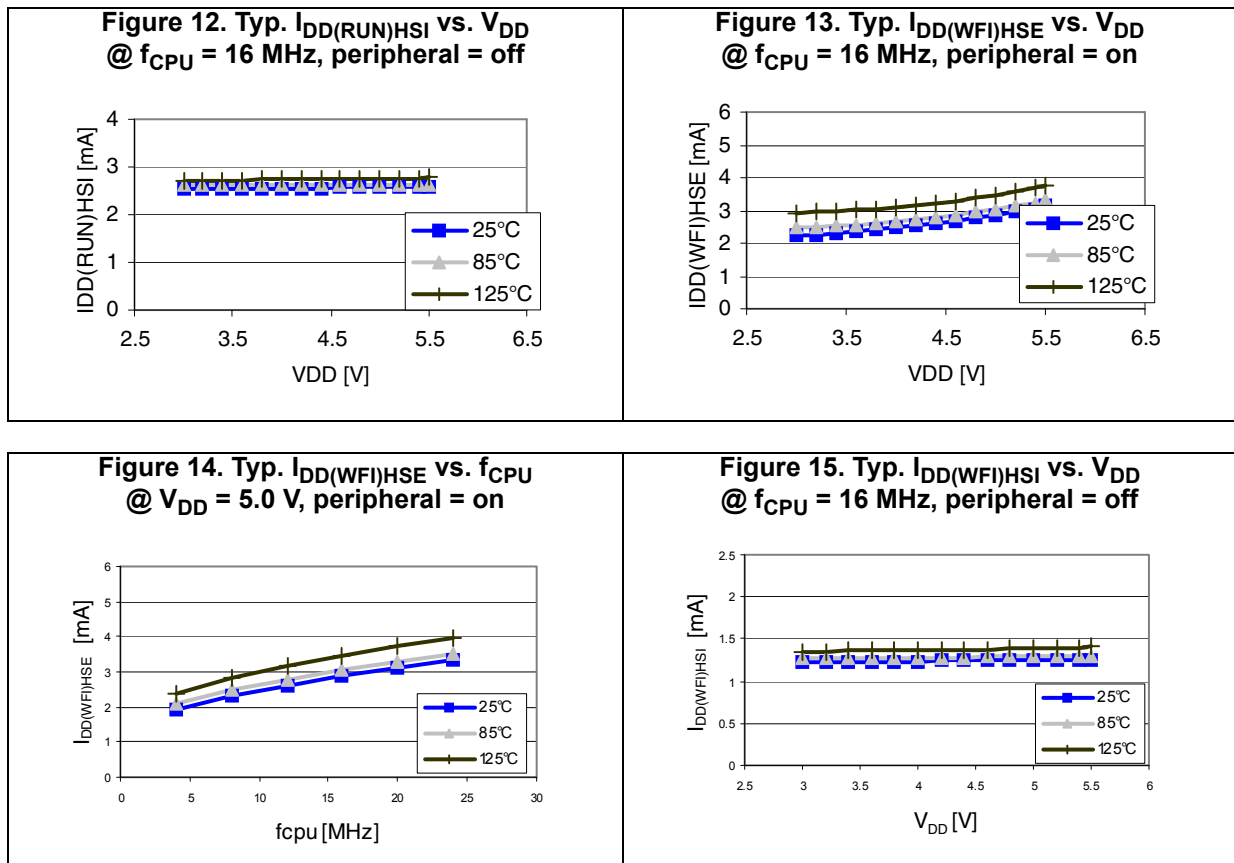 Figure 12. Typ. IDD(RUN)HSI vs. VDD
@ fCPU = 16 MHz, peripheral = off
IDD(RUN)HSI [mA]
4
3
2
1
0
2.5 3.5 4.5 5.5 6.5
VDD [V]
25°C
85°C
125°C
Figure 13. Typ. IDD(WFI)HSE vs. VDD
@ fCPU = 16 MHz, peripheral = on
IDD(WFI)HSE [mA]
6
5
4
3
2
1
0
2.5 3.5 4.5 5.5 6.5
VDD [V]
25°C
85°C
125°C
Figure 14. Typ. IDD(WFI)HSE vs. fCPU
@ VDD = 5.0 V, peripheral = on
IDD(WFI)HSE [mA]
6
5
4
3
2
1
0
0 5 10 15 20 25 30
fcpu [MHz]
25°C
85°C
125°C
Figure 15. Typ. IDD(WFI)HSI vs. VDD
@ fCPU = 16 MHz, peripheral = off
IDD(WFI)HSI [mA]
2.5
2
1.5
1
0.5
0
2.5 3 3.5 4 4.5 5 5.5 6
VDD [V]
25°C
85°C
125°C